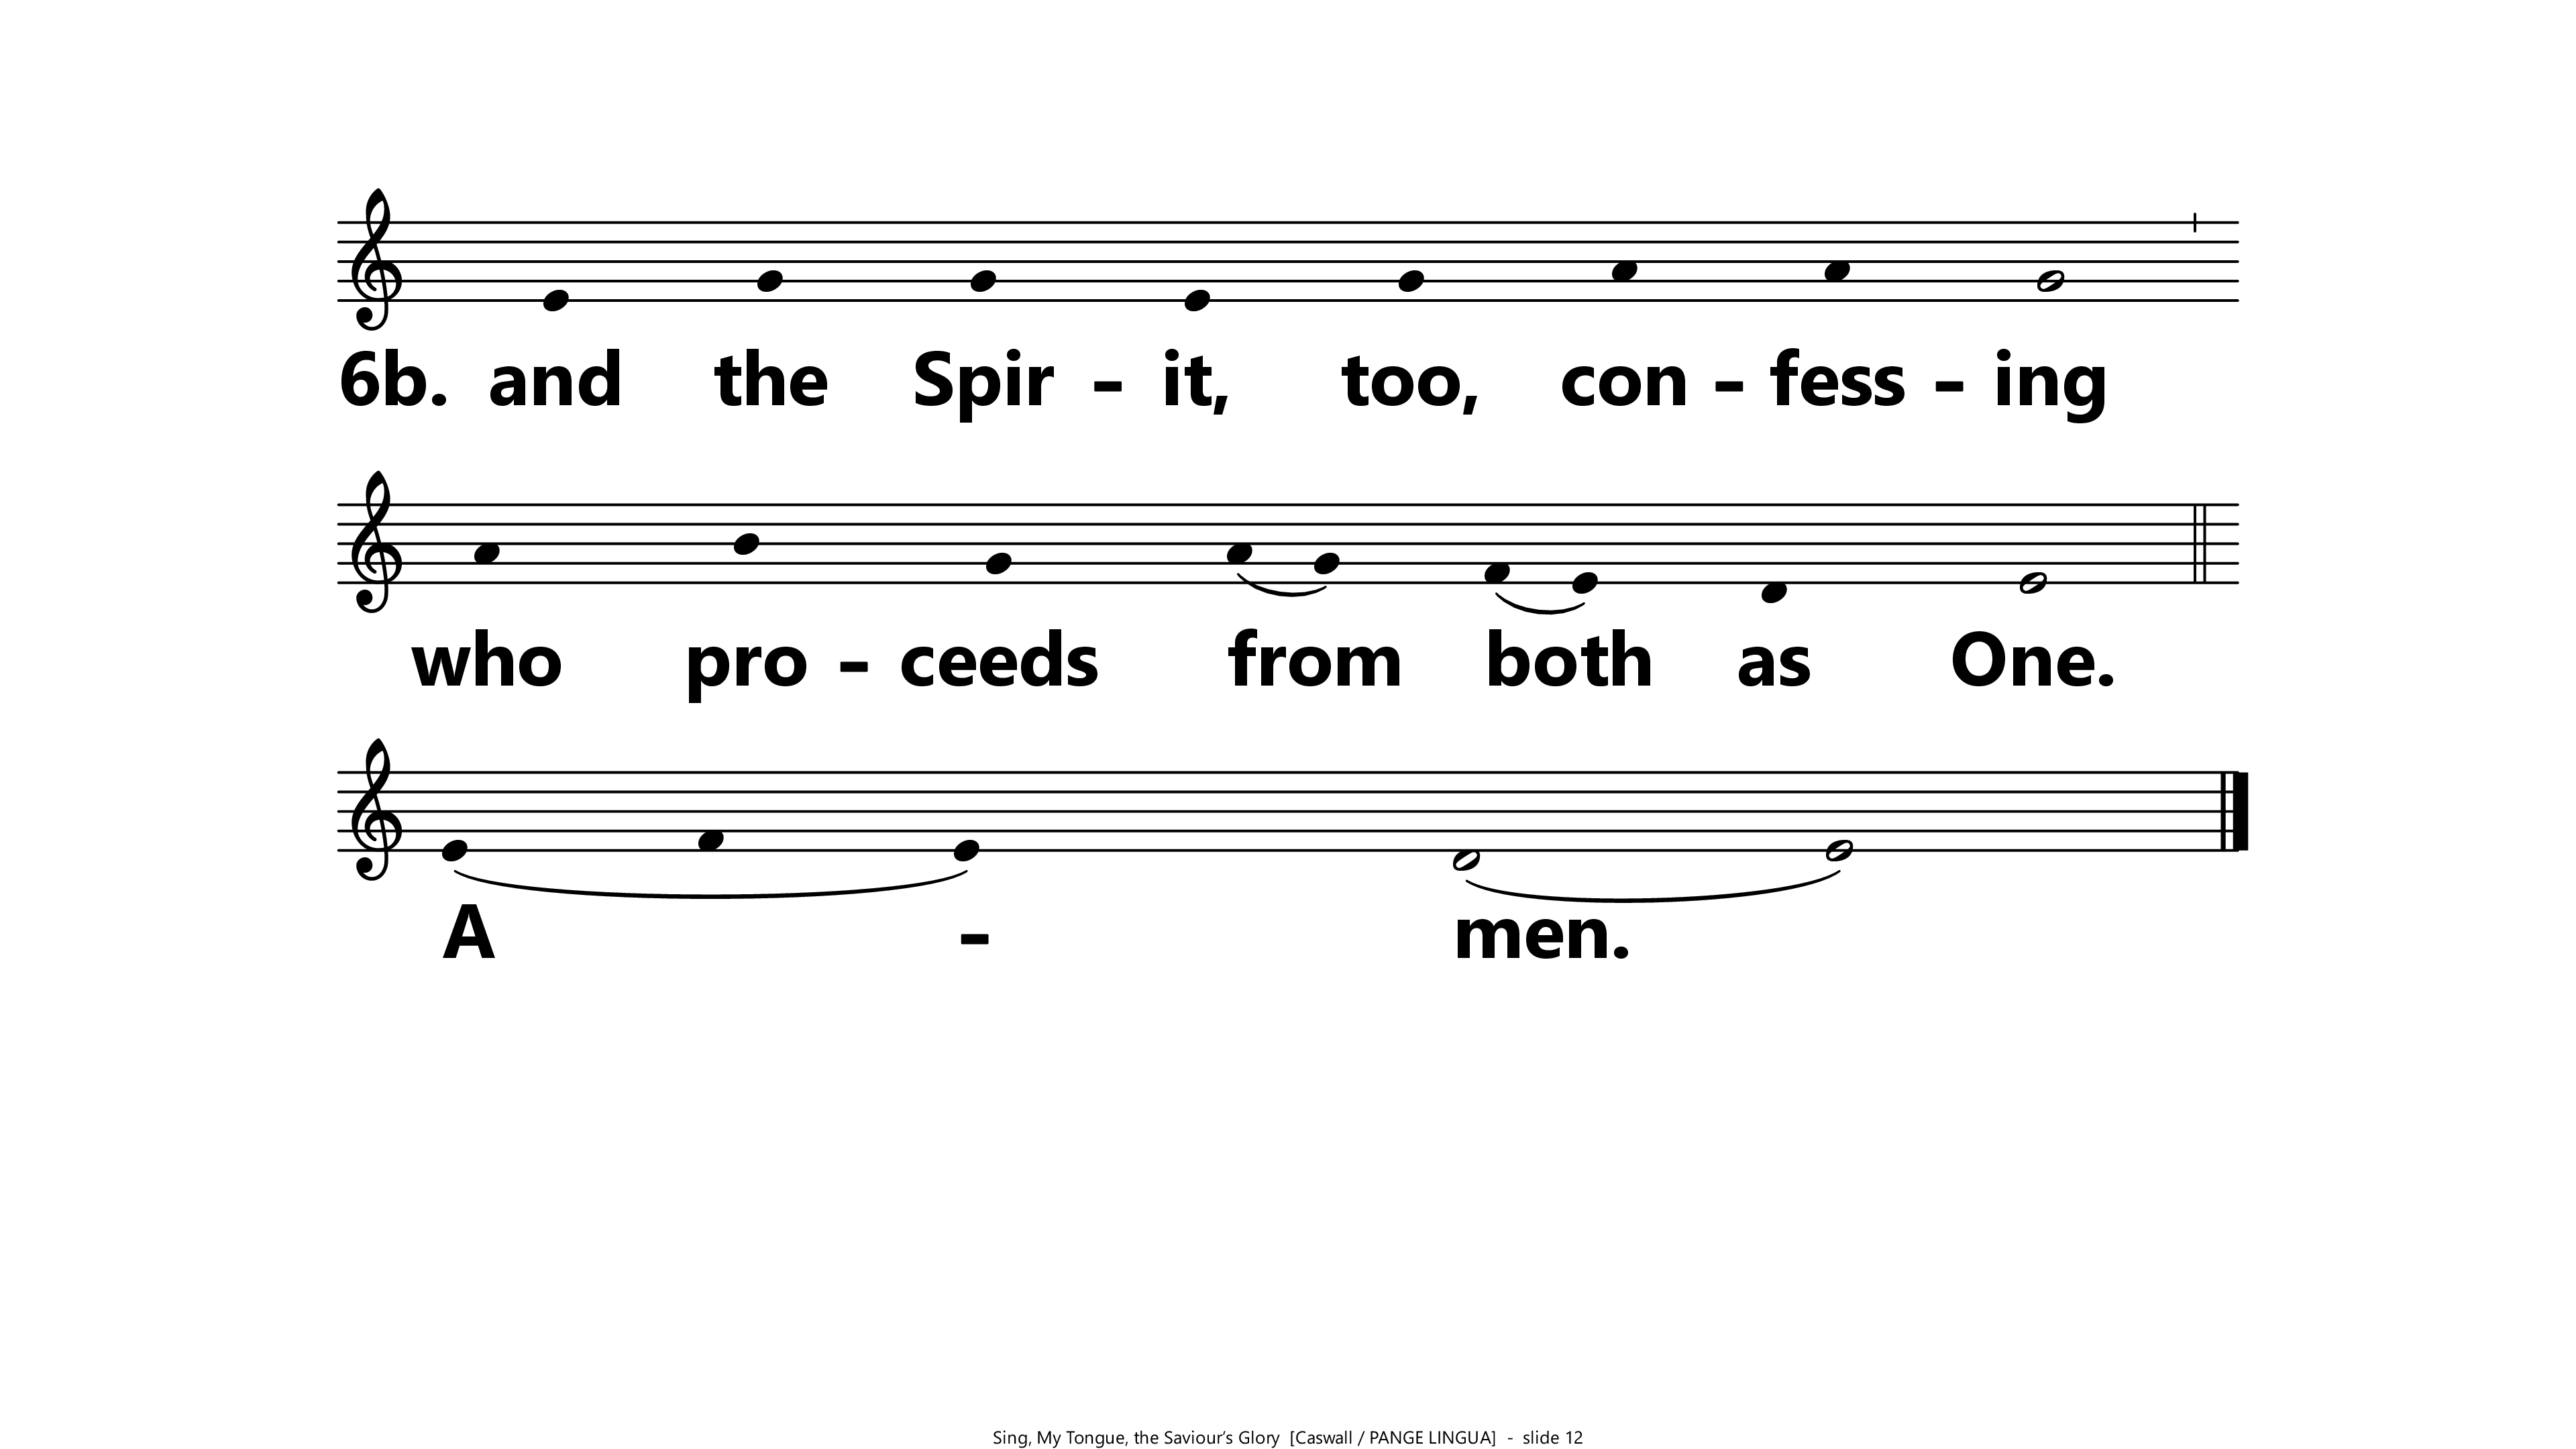 6b. and the Spir - it, too, con - fess - ing
who pro - ceeds from both as One.
A - men.
Sing, My Tongue, the Saviour’s Glory [Caswall / PANGE LINGUA] - slide 12